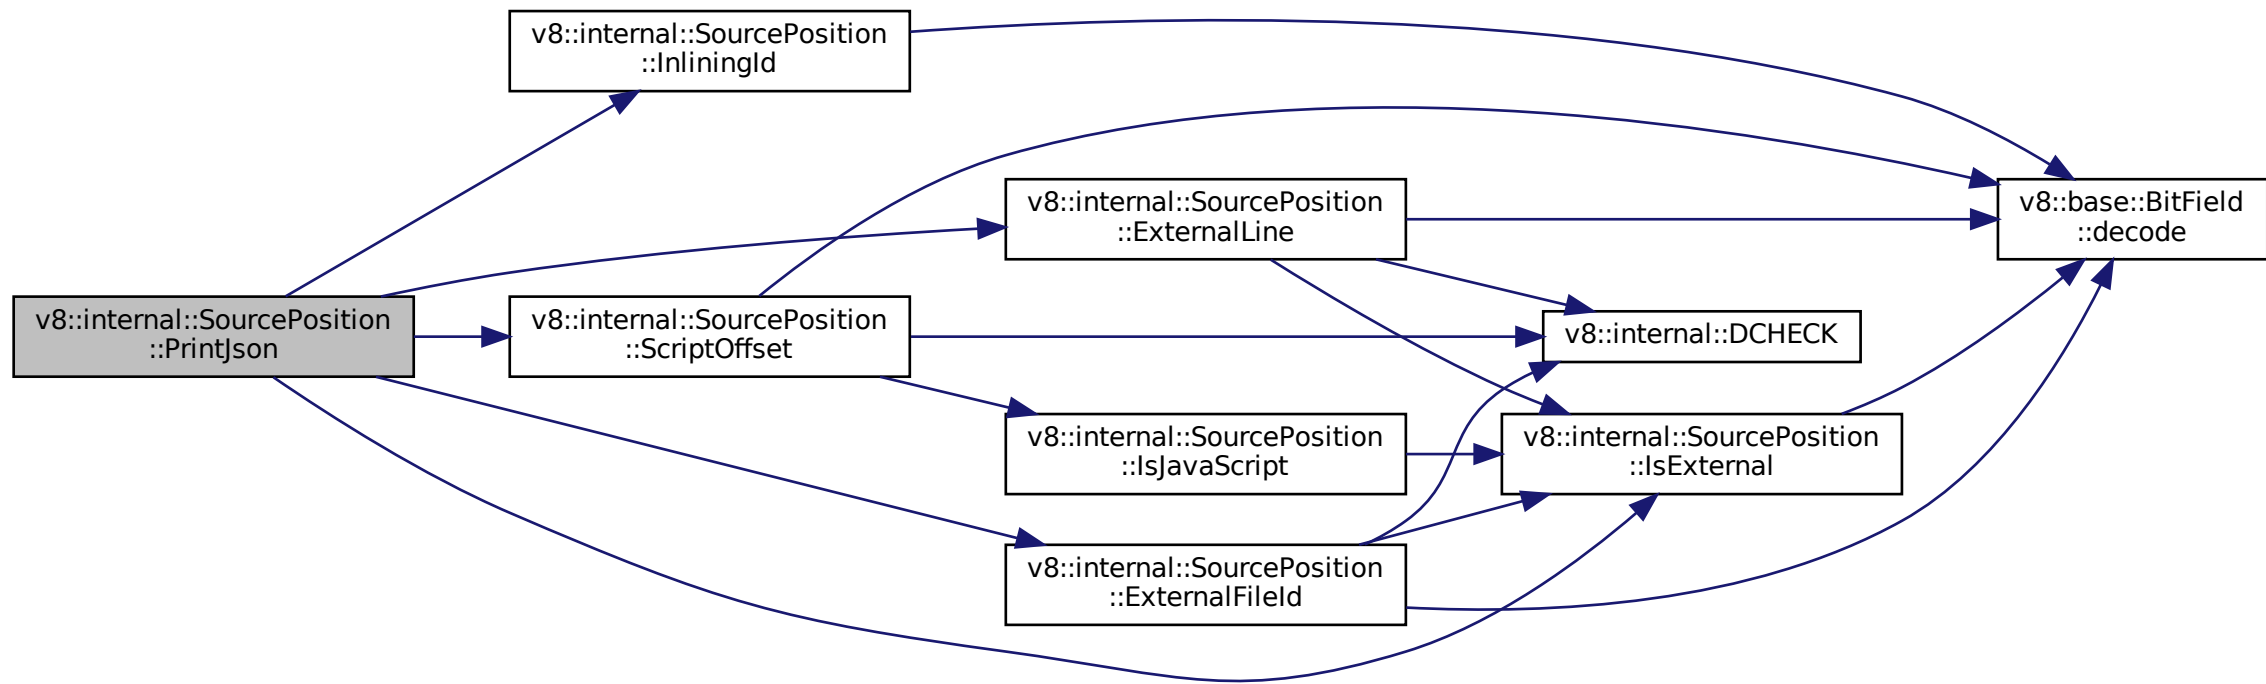 v8::internal::SourcePosition
::InliningId
v8::internal::SourcePosition
::PrintJson
v8::internal::SourcePosition
::ScriptOffset
v8::internal::SourcePosition
::ExternalLine
v8::internal::SourcePosition
::IsJavaScript
v8::internal::SourcePosition
::ExternalFileId
v8::internal::DCHECK
v8::internal::SourcePosition
::IsExternal
v8::base::BitField
::decode